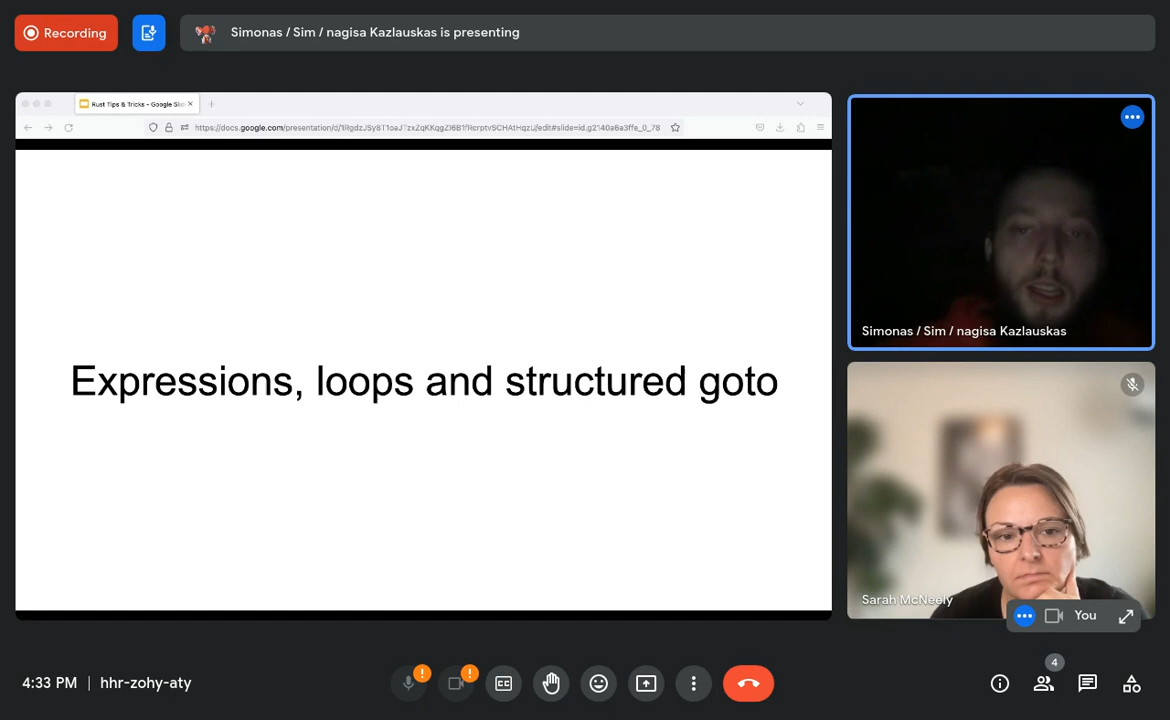 Recording
Simonas / Sim / nagisa Kazlauskas is presenting
Rust Tips & Tricks - Google Sli
Expressions, loops and structured goto
Simonas / Sim / nagisa Kazlauskas
Sarah McNeely
You
4:33 PM | hhr-zohy-aty
CC
4